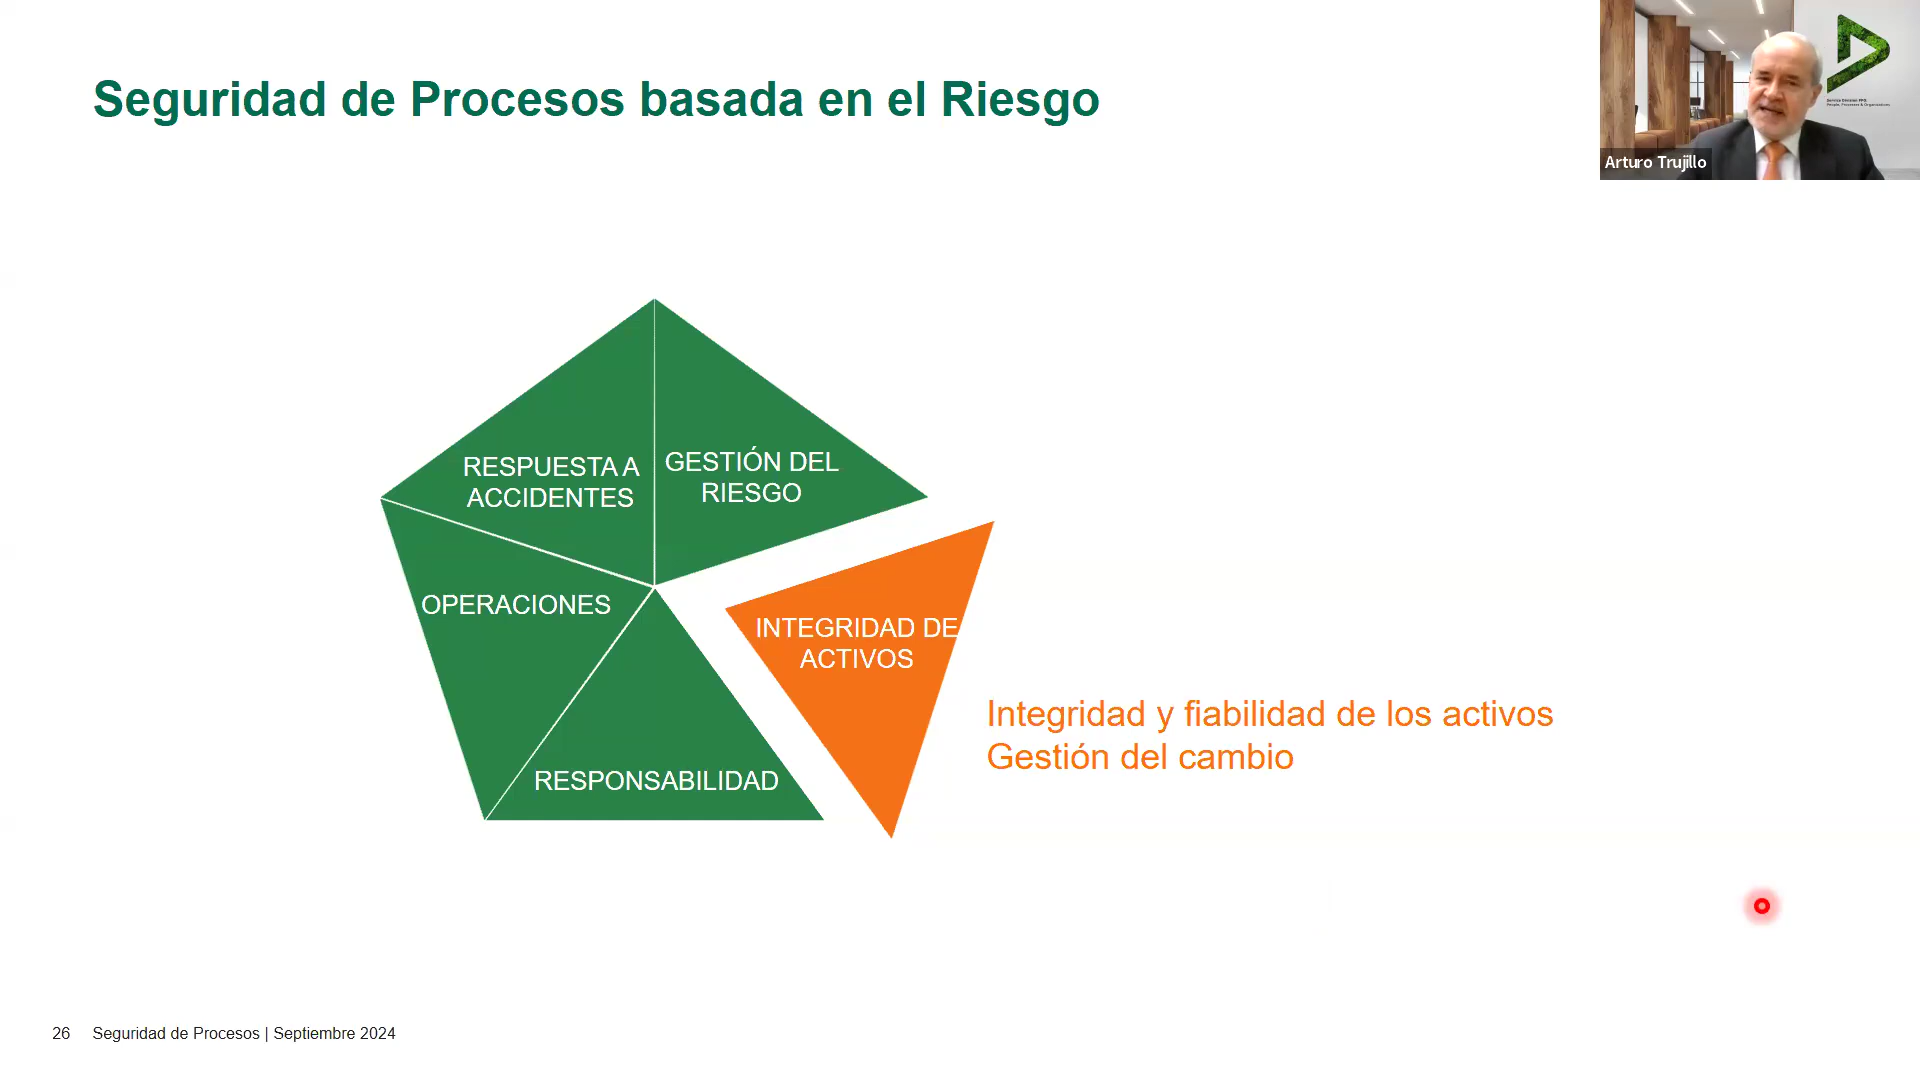 Seguridad de Procesos basada en el Riesgo
Arturo Trujillo
RESPUESTA A
ACCIDENTES
GESTIÓN DEL
RIESGO
OPERACIONES
INTEGRIDAD DE
ACTIVOS
RESPONSABILIDAD
Integridad y fiabilidad de los activos
Gestión del cambio
26 Seguridad de Procesos | Septiembre 2024